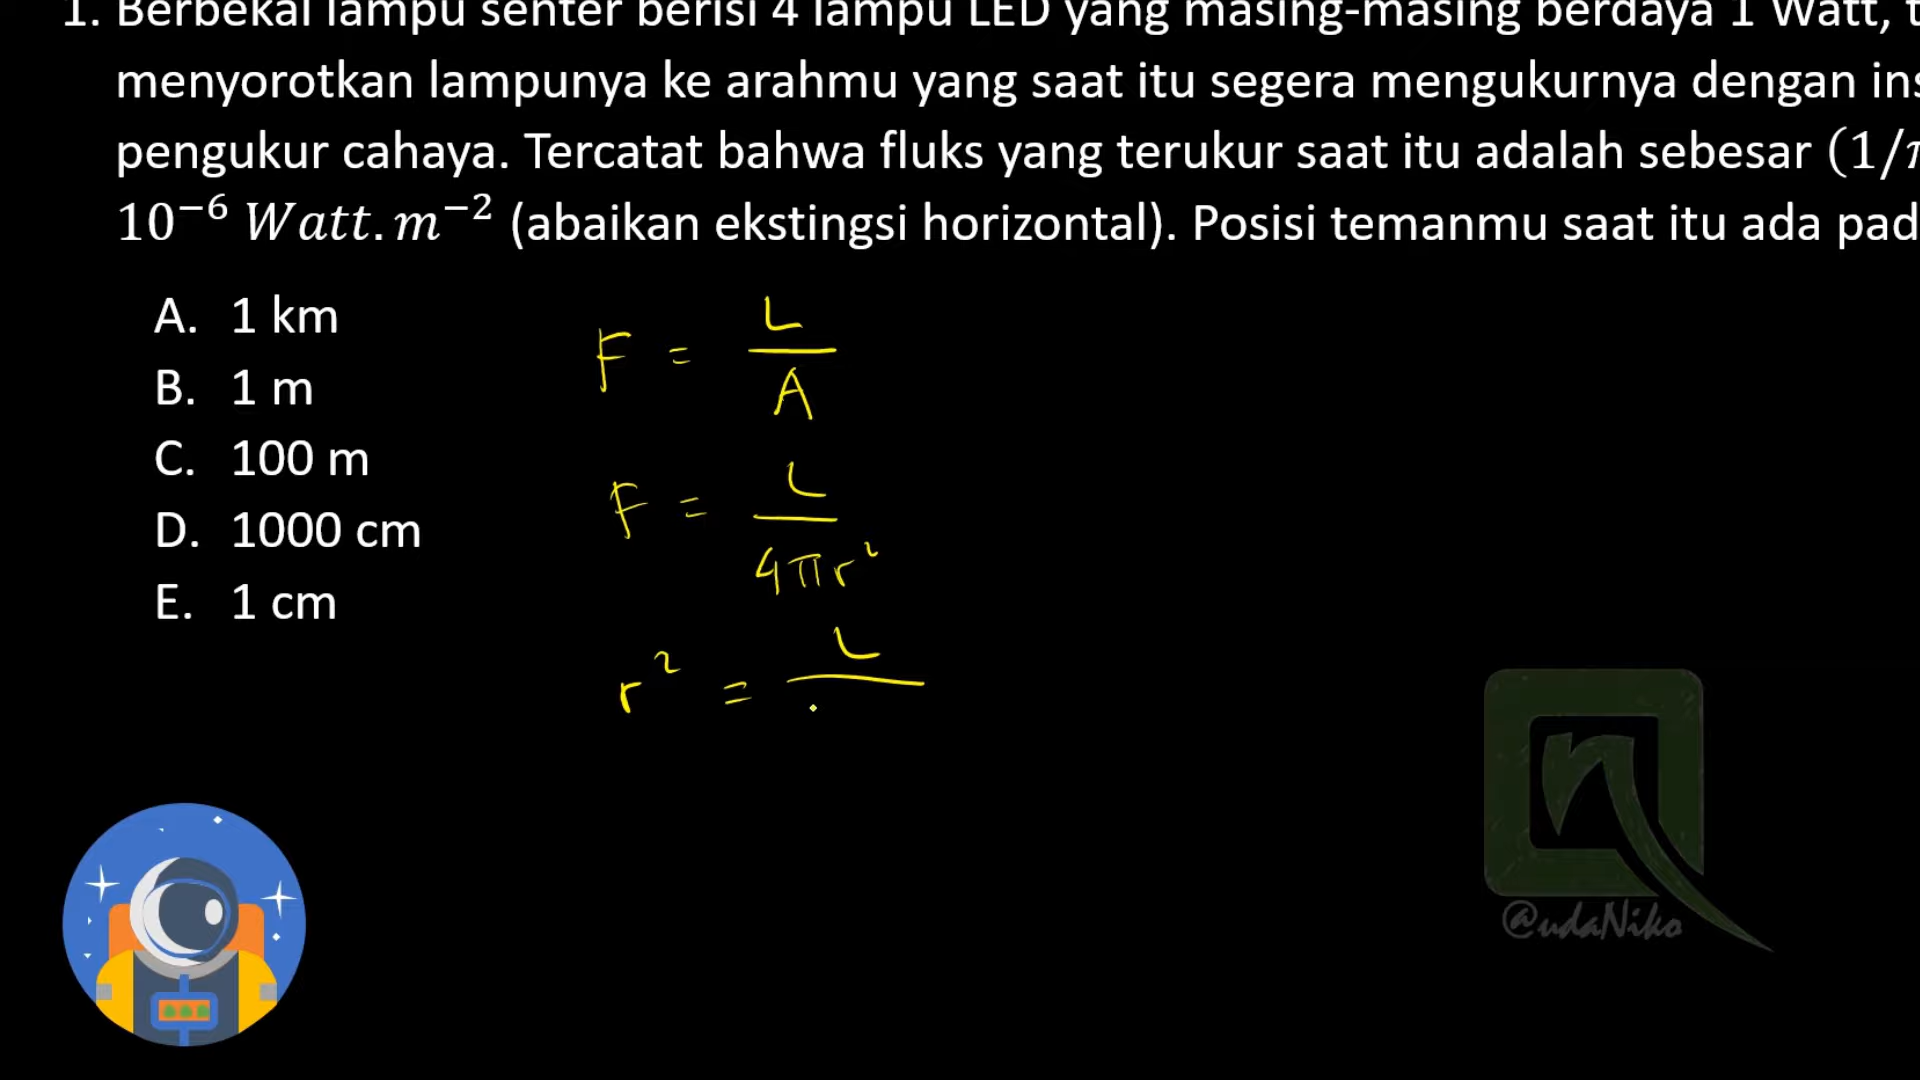 1. Berbekal lampu senter berisi 4 lampu LED yang masing-masing berdaya 1 Watt,
menyorotkan lampunya ke arahmu yang saat itu segera mengukurnya dengan
pengukur cahaya. Tercatat bahwa fluks yang terukur saat itu adalah sebesar (1/
10⁻⁶ Watt.m⁻² (abaikan ekstingsi horizontal). Posisi temanmu saat itu ada
A. 1 km
B. 1 m
C. 100 m
D. 1000 cm
E. 1 cm
F = L/A
F = L/4πr²
r² = L
@udaNiko